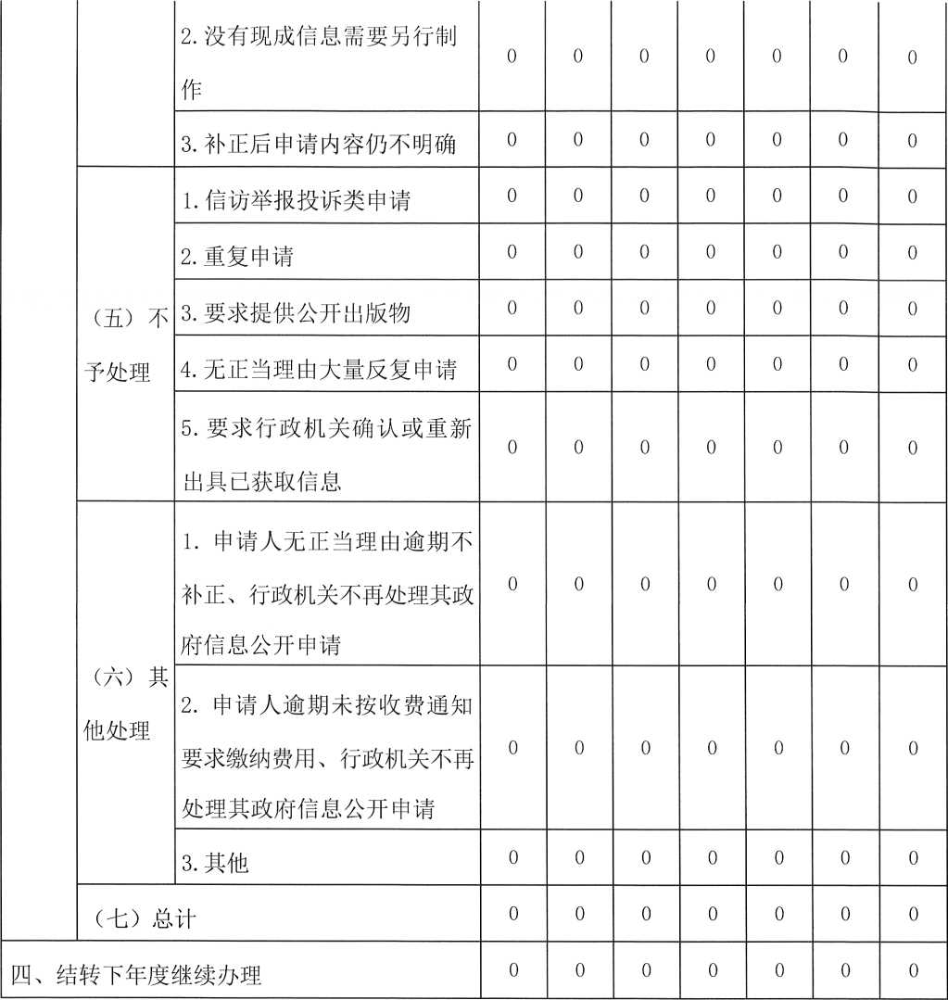 2.没有现成信息需要另行制
作
0 0 0 0 0 0 0
3.补正后申请内容仍不明确 0 0 0 0 0 0 0
（五）不
予处理
1.信访举报投诉类申请 0 0 0 0 0 0 0
2.重复申请 0 0 0 0 0 0 0
3.要求提供公开出版物 0 0 0 0 0 0 0
4.无正当理由大量反复申请 0 0 0 0 0 0 0
5.要求行政机关确认或重新
出具已获取信息
0 0 0 0 0 0 0
（六）其
他处理
1. 申请人无正当理由逾期不
补正、行政机关不再处理其政
府信息公开申请
0 0 0 0 0 0 0
2. 申请人逾期未按收费通知
要求缴纳费用、行政机关不再
处理其政府信息公开申请
0 0 0 0 0 0 0
3.其他 0 0 0 0 0 0 0
（七）总计 0 0 0 0 0 0 0
四、结转下年度继续办理 0 0 0 0 0 0 0